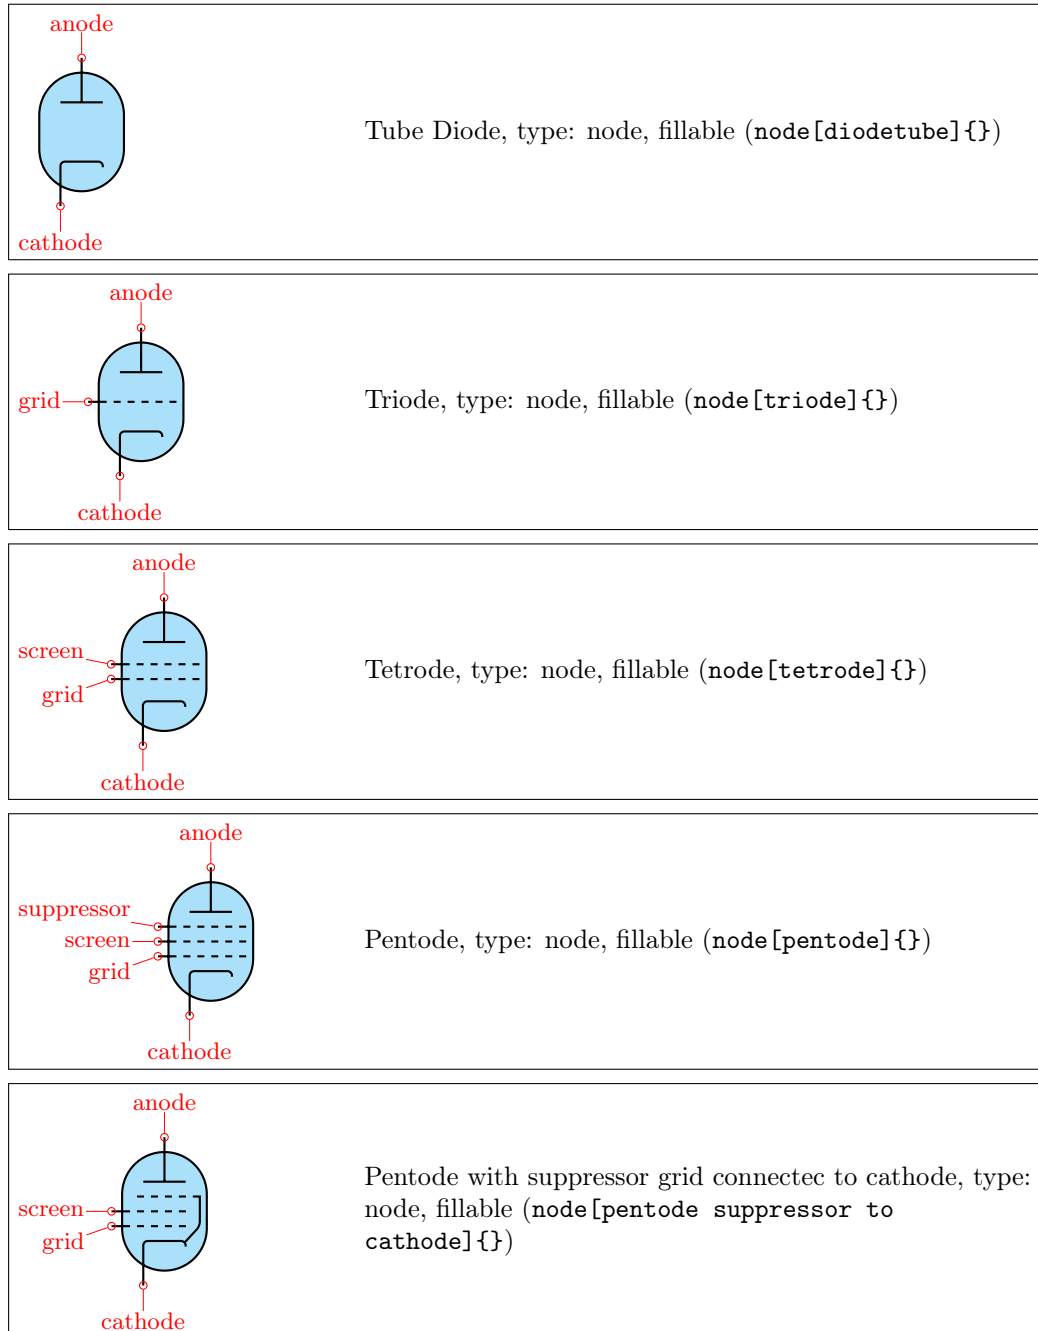 anode
Tube Diode, type: node, fillable (node[diodetube]{})
cathode
anode
grid
Triode, type: node, fillable (node[triode]{})
cathode
anode
screen
grid
Tetrode, type: node, fillable (node[tetrode]{})
cathode
anode
suppressor
screen
grid
Pentode, type: node, fillable (node[pentode]{})
cathode
anode
screen
grid
Pentode with suppressor grid connectec to cathode, type:
node, fillable (node[pentode suppressor to
cathode]{})
cathode